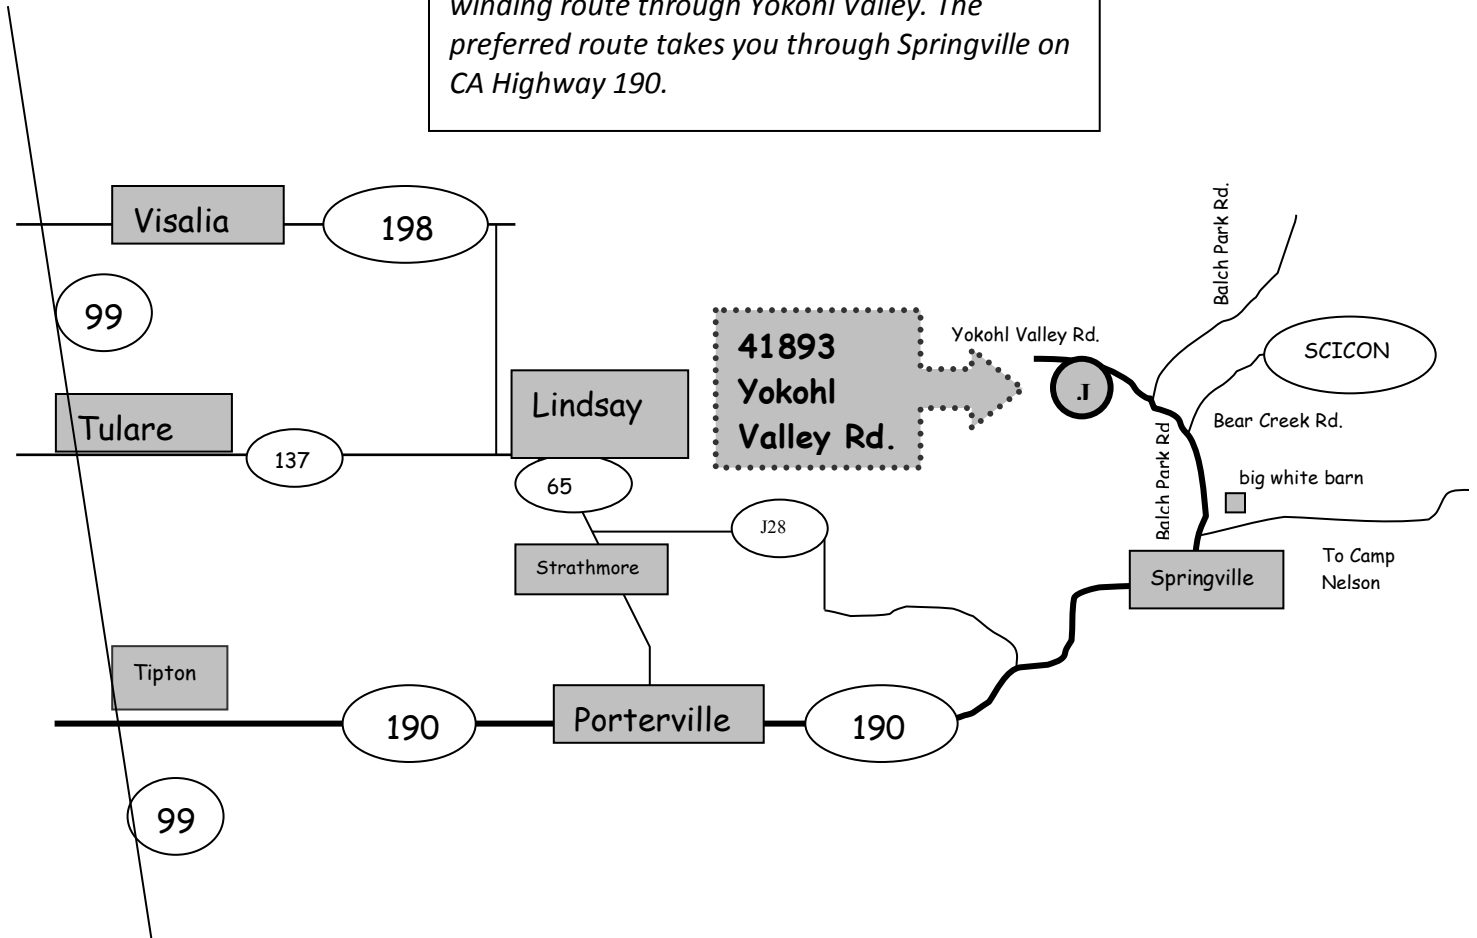 winding route through Yokohl Valley. The
preferred route takes you through Springville on
CA Highway 190.
Balch Park Rd.
Visalia
198
99
Yokohl Valley Rd.
SCICON
41893
Yokohl
Valley Rd.
.J
Lindsay
Tulare
Bear Creek Rd.
137
65
Balch Park Rd
big white barn
J28
Strathmore
Springville
To Camp
Nelson
Tipton
190
Porterville
190
99